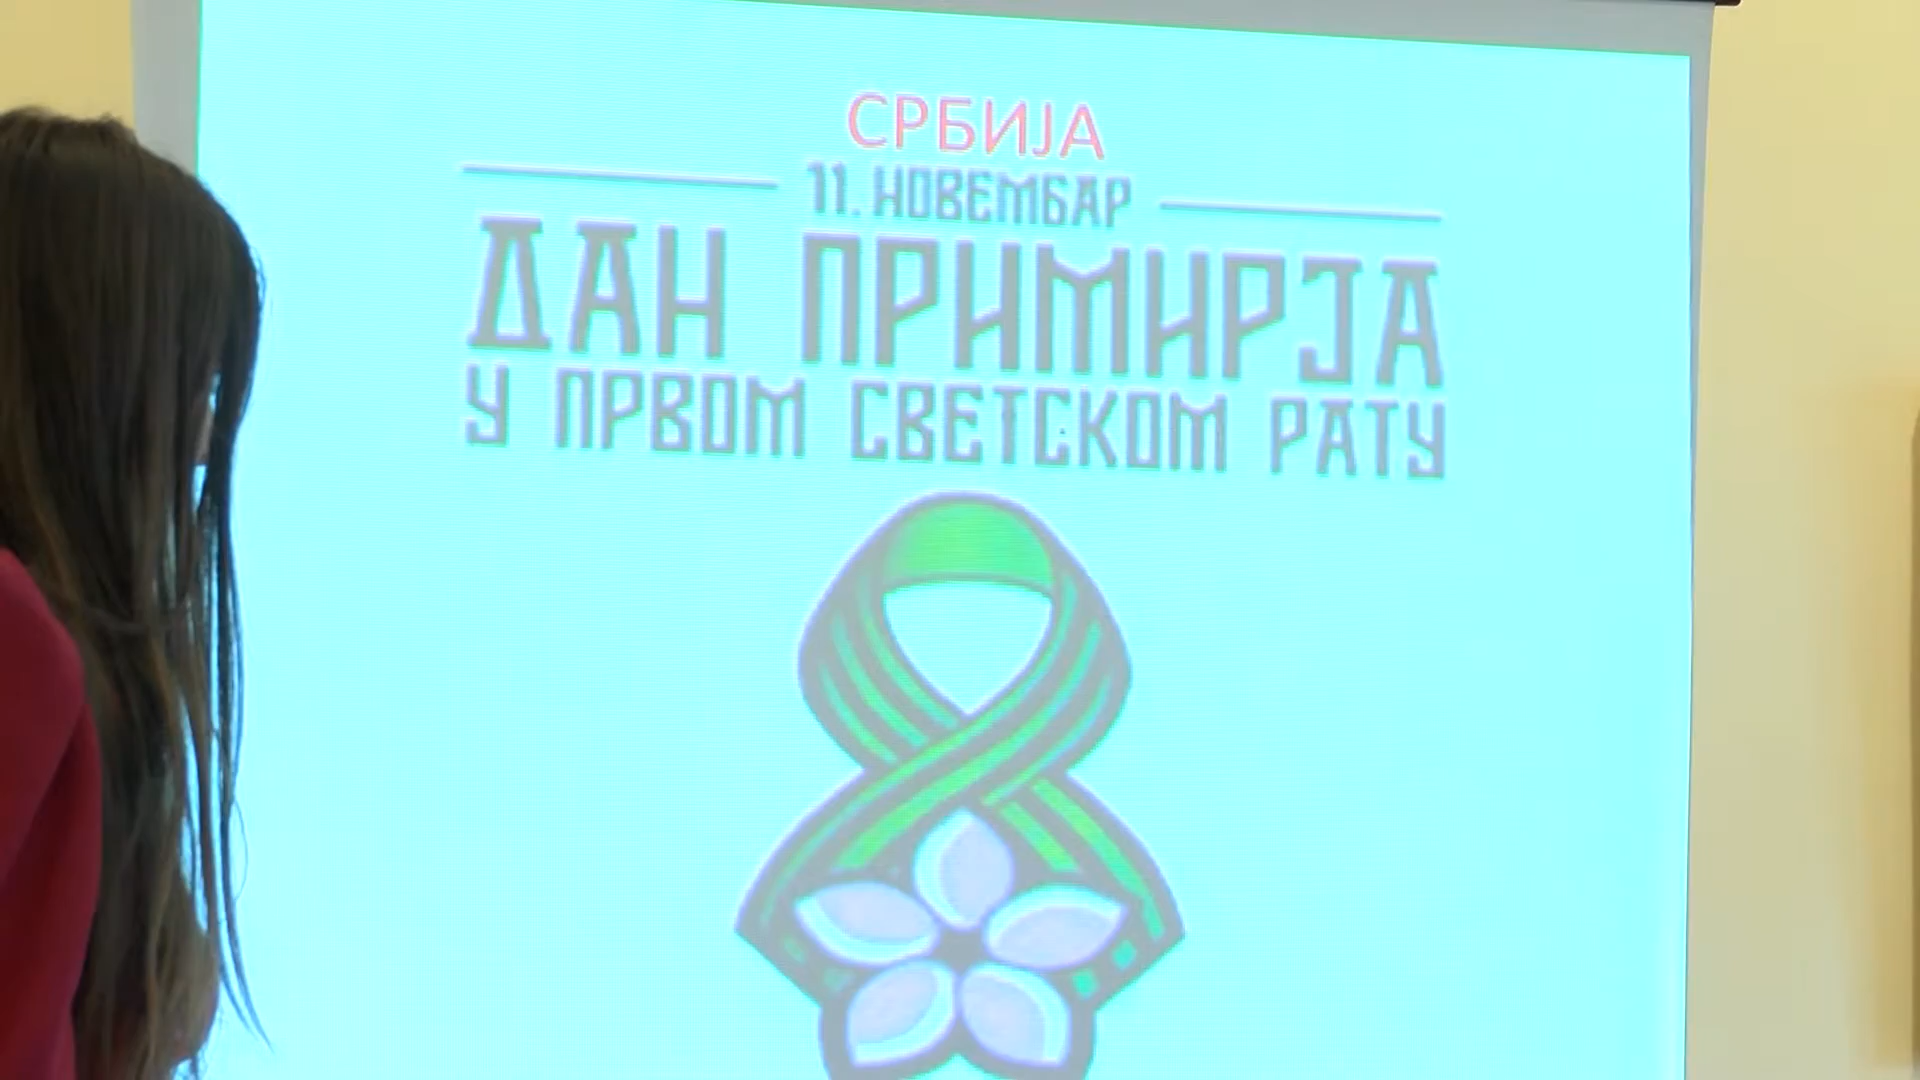 СРБИЈА
11. НОВЕМБАР
ДАН ПРИМИРЈА
У ПРВОМ СВЕТСКОМ РАТУ